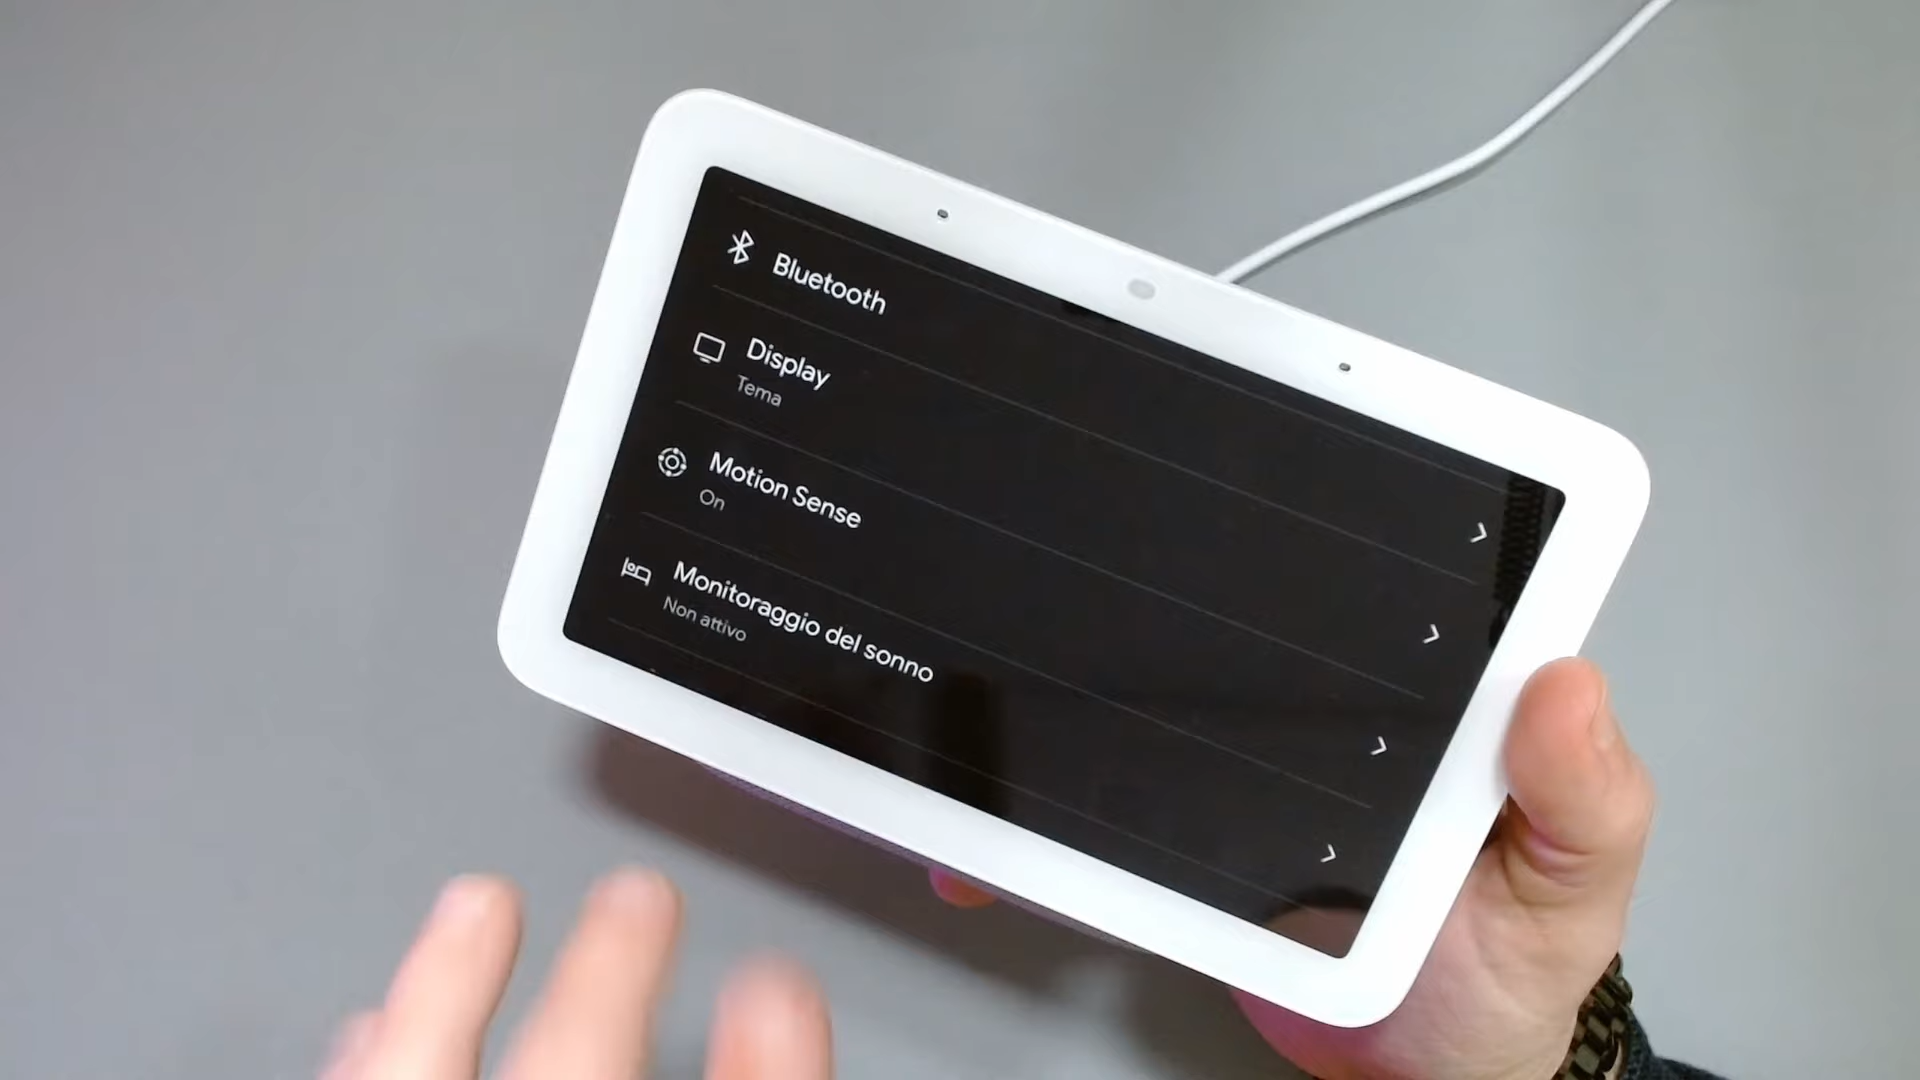 Bluetooth
Display
Tema
Motion Sense
On
Monitoraggio del sonno
Non attivo